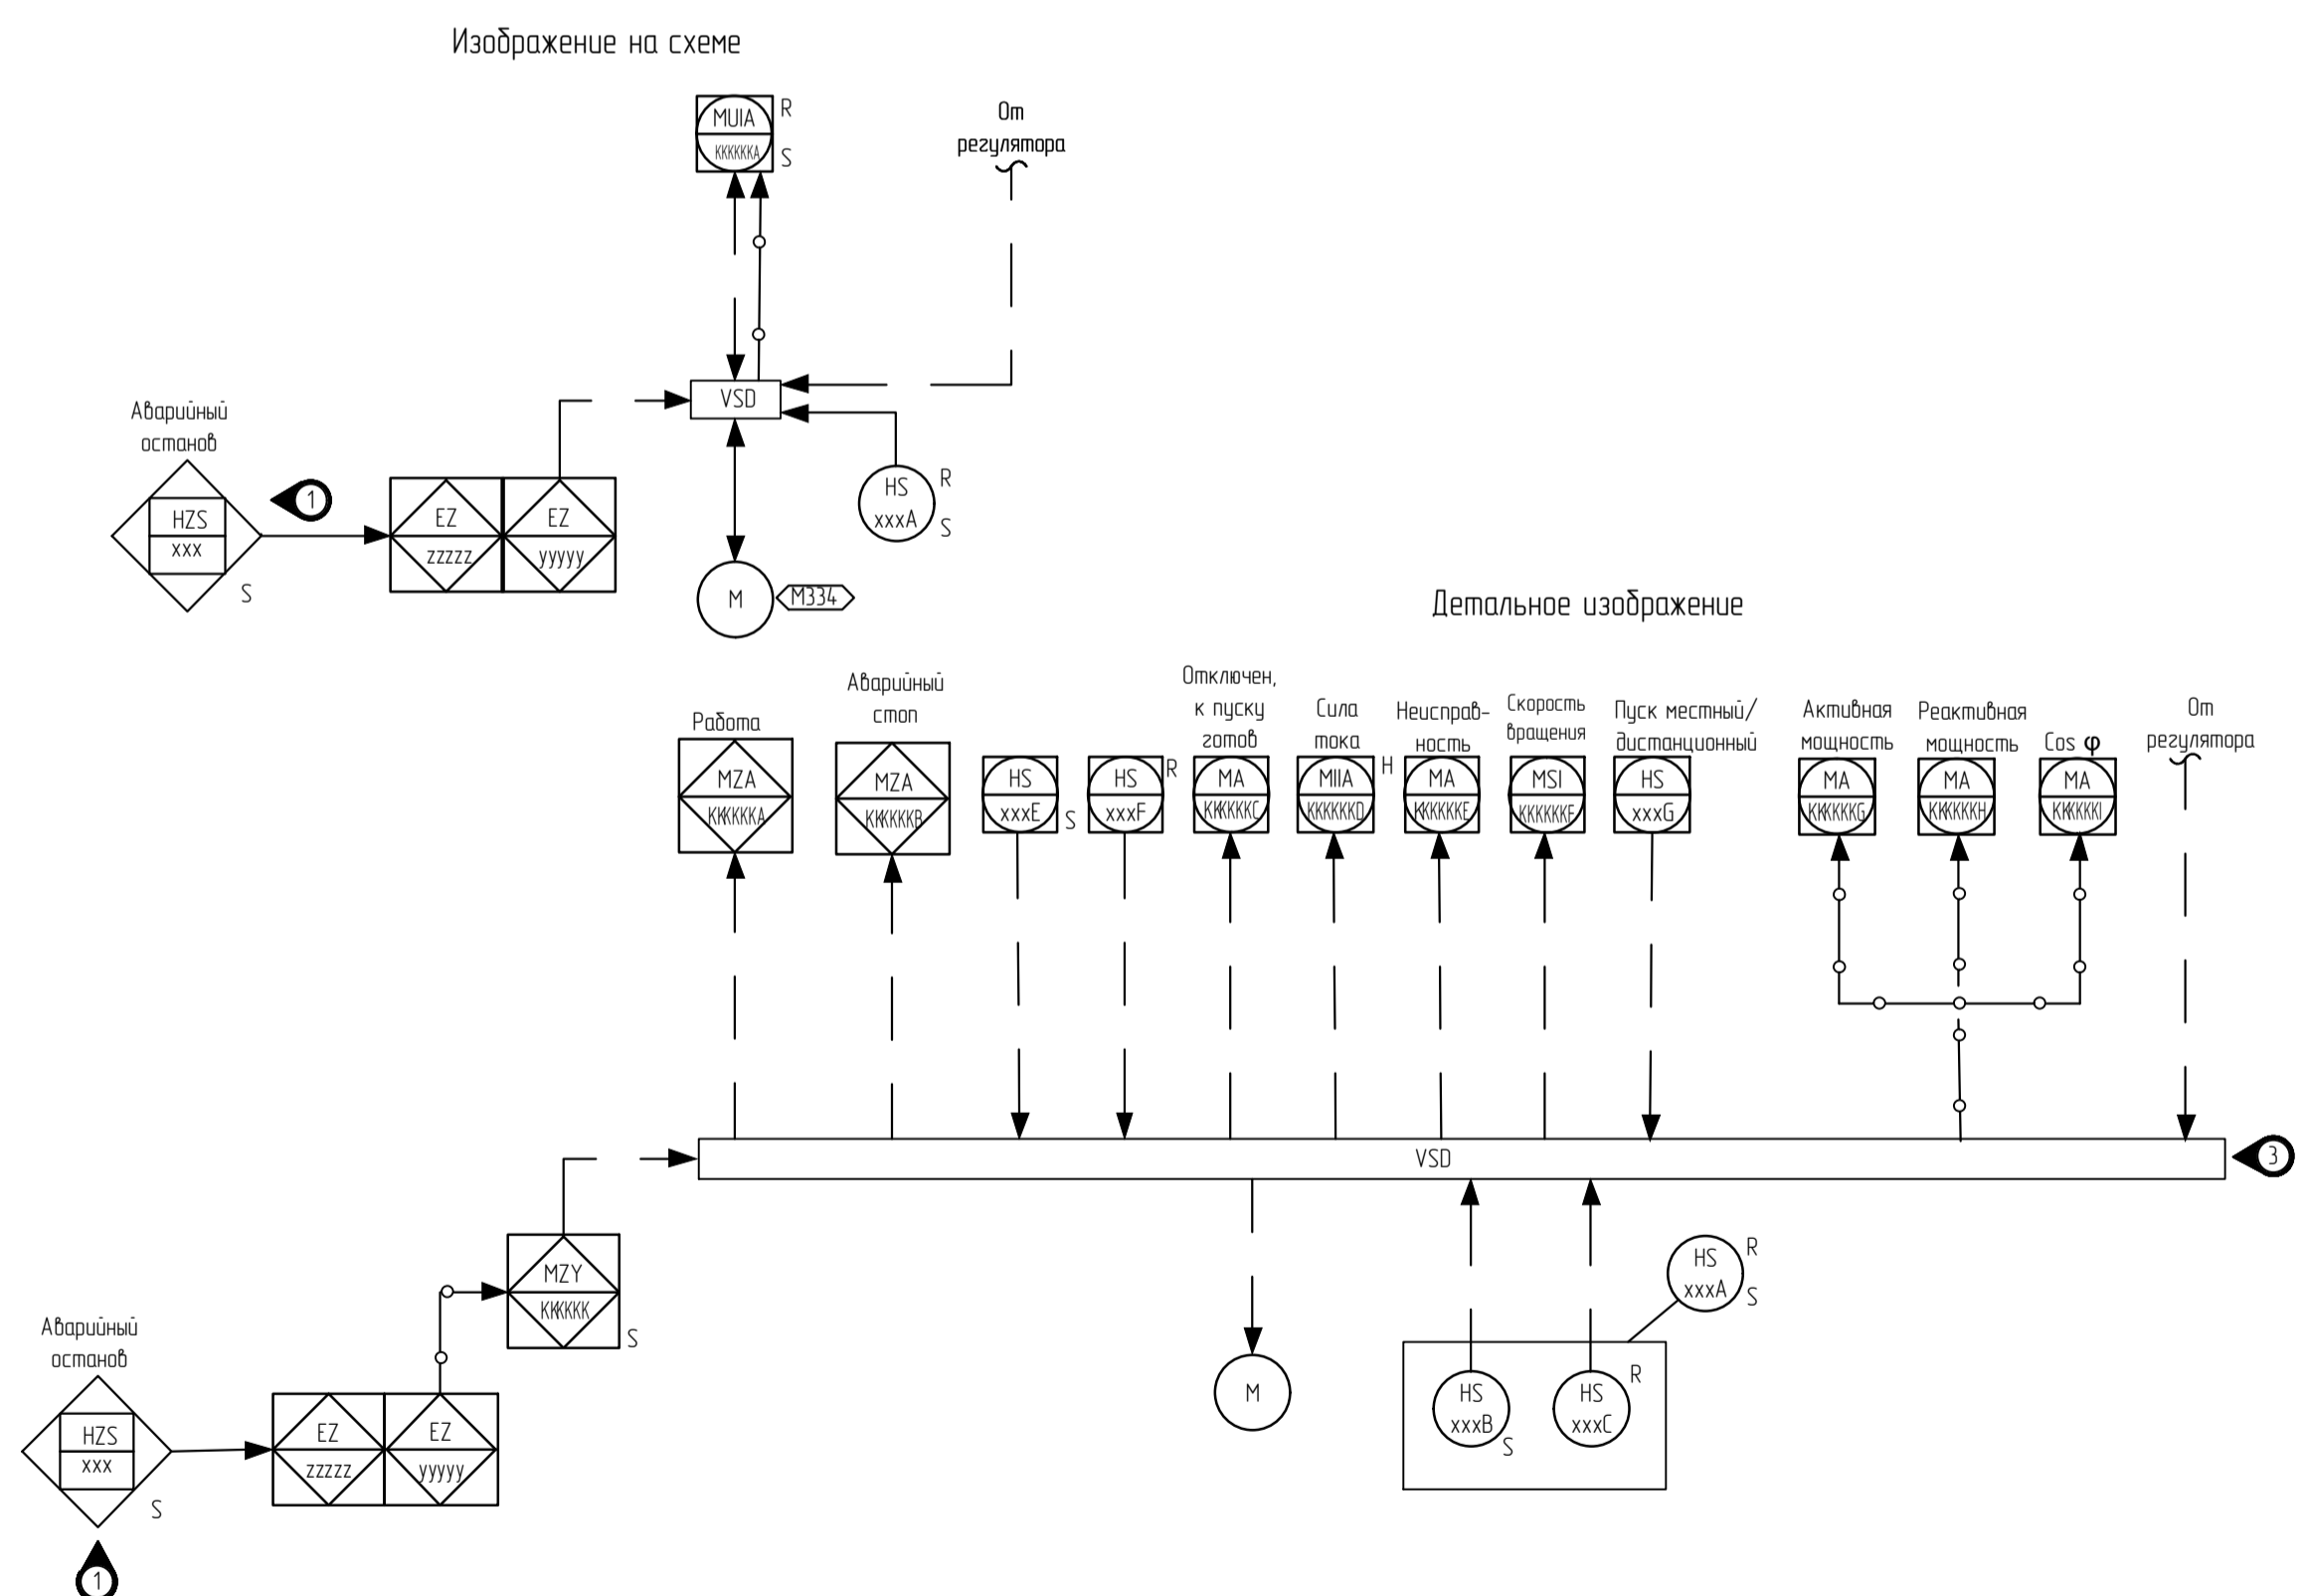 Изображение на схеме
MUIA
KKKKKKA
R
S
От
регулятора
VSD
Аварийный
останов
HZS
xxx
S
1
EZ
zzzzz
EZ
yyyyy
HS
xxxA
R
S
M
M334
Детальное изображение
Работа
MZA
KKKKKKA
Аварийный
стоп
MZA
KKKKKKB
HS
xxxE
S
HS
xxxF
R
Отключен,
к пуску
готов
MA
KKKKKKC
Сила
тока
MIIA
KKKKKKD
H
Неисправ-
ность
MA
KKKKKKE
Скорость
вращения
MSI
KKKKKKF
Пуск местный/
дистанционный
HS
xxxG
Активная
мощность
MA
KKKKKKG
Реактивная
мощность
MA
KKKKKKH
Cos φ
MA
KKKKKKI
От
регулятора
VSD
3
MZY
KKKKKK
S
Аварийный
останов
HZS
xxx
S
1
EZ
zzzzz
EZ
yyyyy
M
HS
xxxB
S
HS
xxxC
R
HS
xxxA
R
S